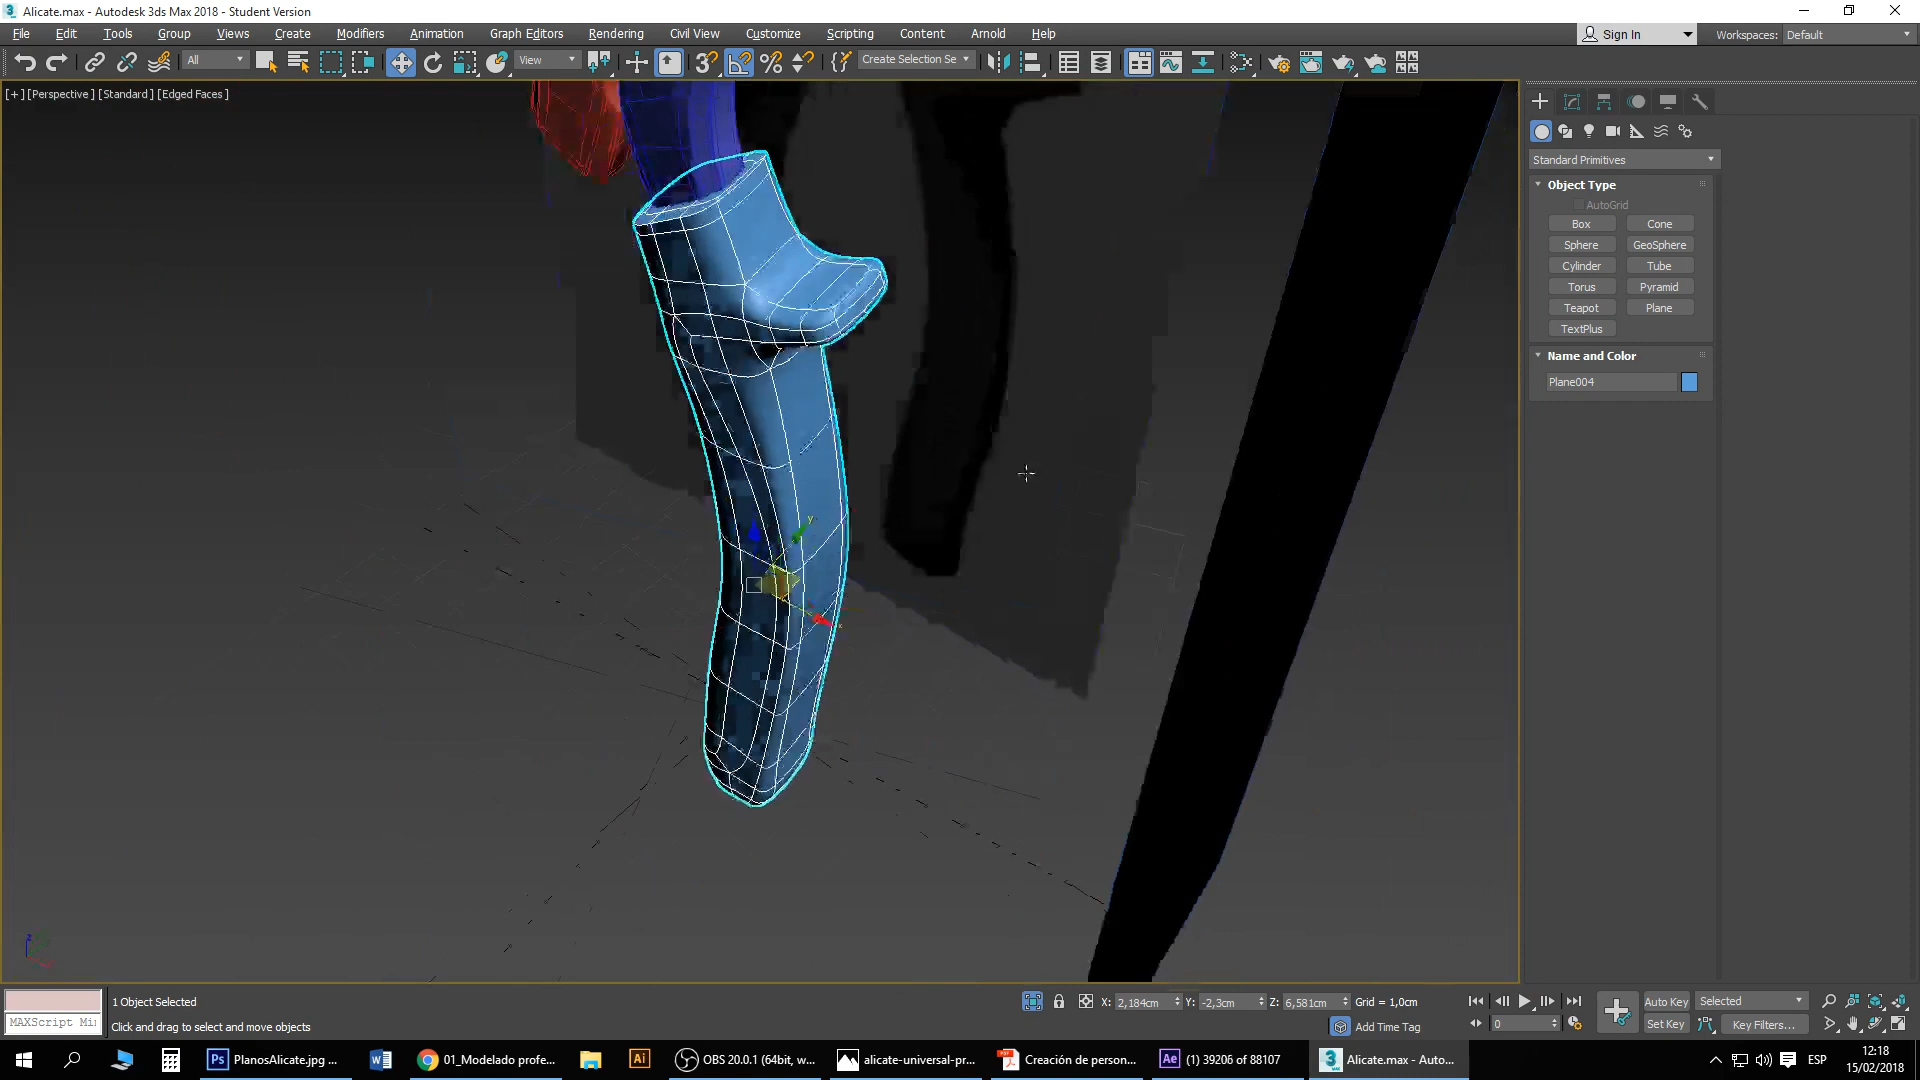 Alicate.max - Autodesk 3ds Max 2018 - Student Version
File Edit Tools Group Views Create Modifiers Animation Graph Editors Rendering Civil View Customize Scripting Content Arnold Help Sign In Workspaces: Default
All View Create Selection Se
[+] [Perspective ] [Standard ] [Edged Faces ]
Standard Primitives
Object Type
AutoGrid
Box Cone
Sphere GeoSphere
Cylinder Tube
Torus Pyramid
Teapot Plane
TextPlus
Name and Color
Plane004
y
x
z
1 Object Selected X: 2,184cm Y: -2,3cm Z: 6,581cm Grid = 1,0cm Auto Key Selected
MAXScript Mi Click and drag to select and move objects Add Time Tag 0 Set Key Key Filters...
PlanosAlicate.jpg ... 01_Modelado profe... OBS 20.0.1 (64bit, w... alicate-universal-pr... Creación de person... (1) 39206 of 88107 Alicate.max - Auto... ESP 12:18
15/02/2018